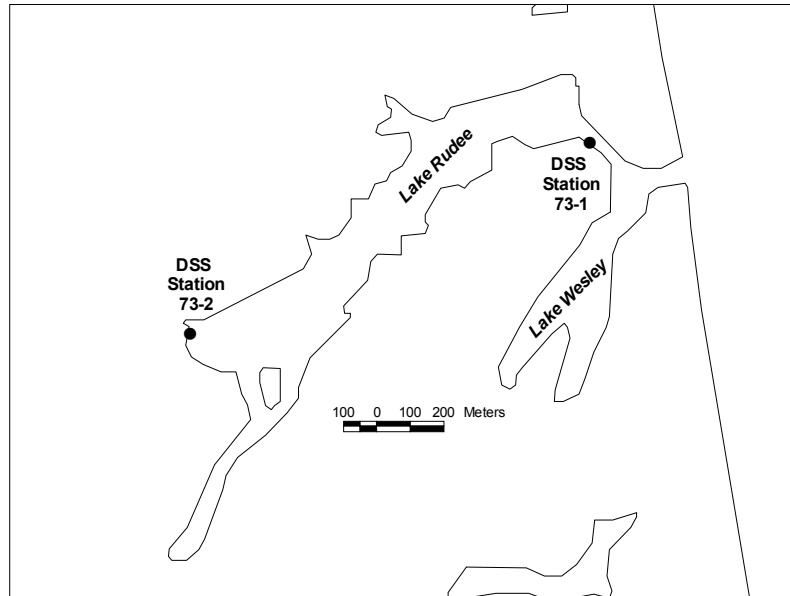 Lake Rudee
DSS
Station
73-1
DSS
Station
73-2
Lake Wesley
100 0 100 200 Meters